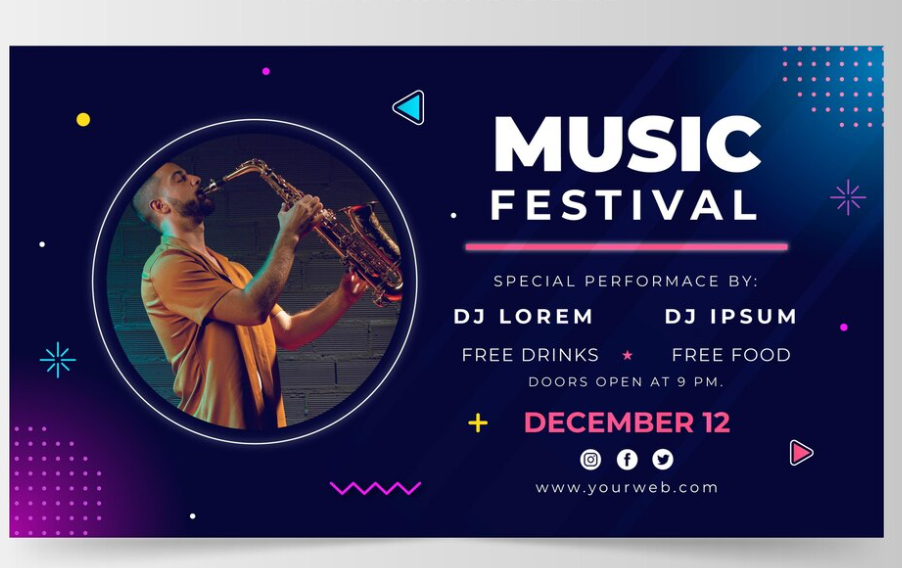 MUSIC
FESTIVAL
SPECIAL PERFORMACE BY:
DJ LOREM DJ IPSUM
FREE DRINKS FREE FOOD
DOORS OPEN AT 9 PM.
DECEMBER 12
www.yourweb.com